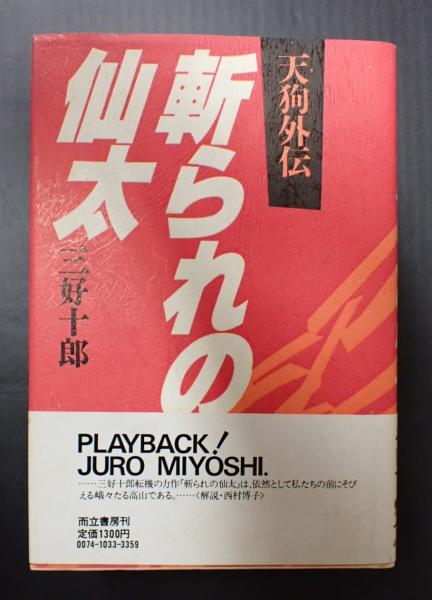 天狗外伝
斬られの
仙太
三好十郎
PLAYBACK!
JURO MIYOSHI.
……三好十郎転機の力作『斬られの仙太』は、依然として私たちの前にそび
える峨々たる高山である。……〈解説・西村博子〉
而立書房刊
定価1300円
0074-1033-3359